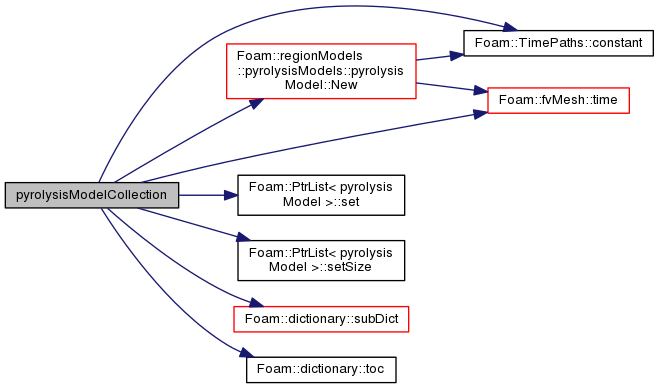 pyrolysisModelCollection
Foam::TimePaths::constant
Foam::regionModels
::pyrolysisModels::pyrolysis
Model::New
Foam::fvMesh::time
Foam::PtrList< pyrolysis
Model >::set
Foam::PtrList< pyrolysis
Model >::setSize
Foam::dictionary::subDict
Foam::dictionary::toc